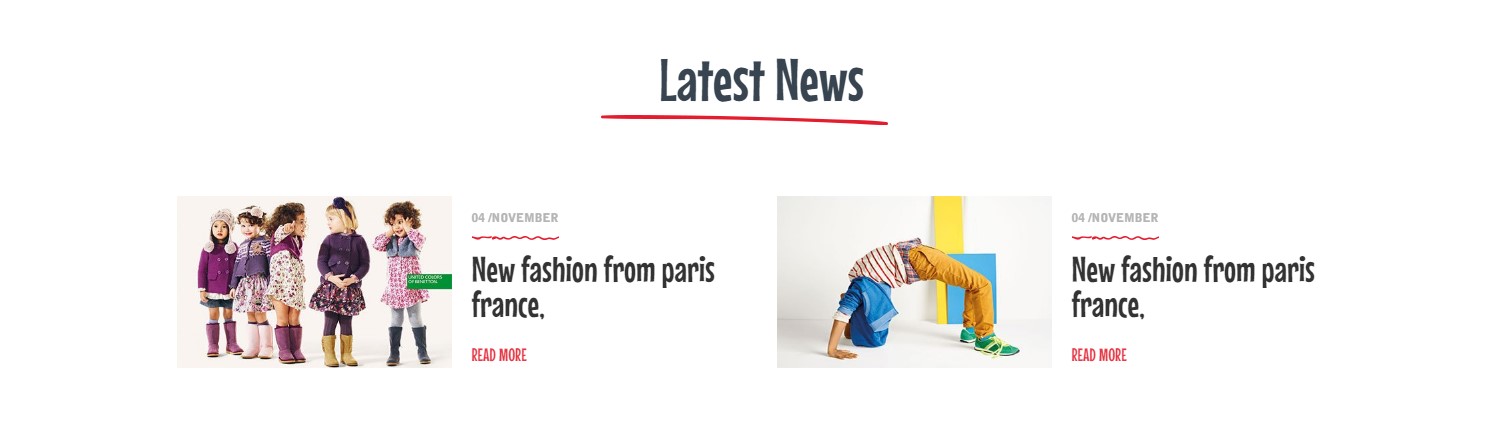 Latest News
UNITED COLORS
OF BENETTON.
04 /NOVEMBER
New fashion from paris
france,
READ MORE
04 /NOVEMBER
New fashion from paris
france,
READ MORE